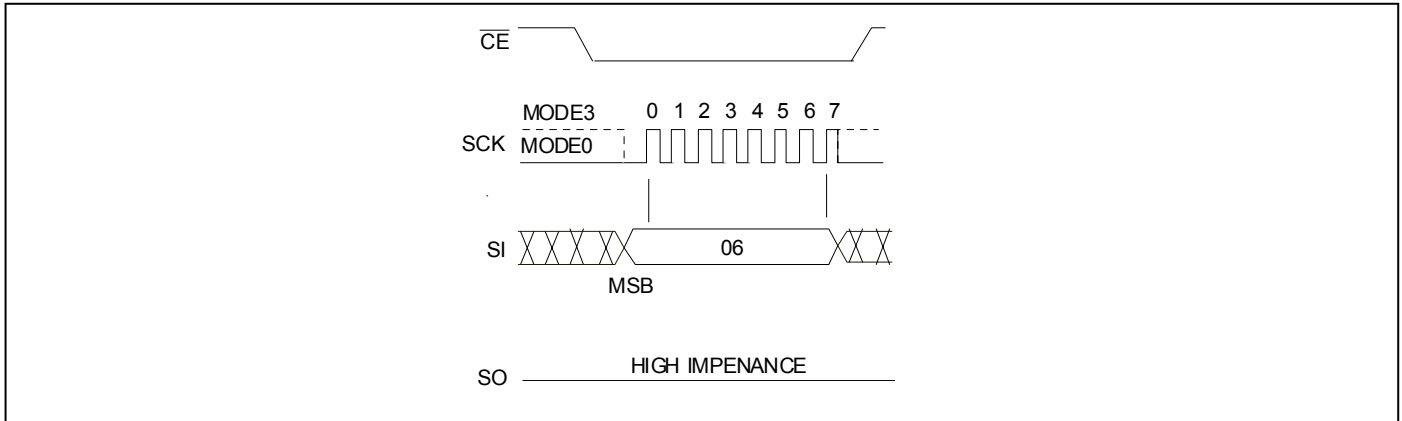 CE
MODE3 0 1 2 3 4 5 6 7
SCK MODE0
SI 06
MSB
HIGH IMPENANCE
SO